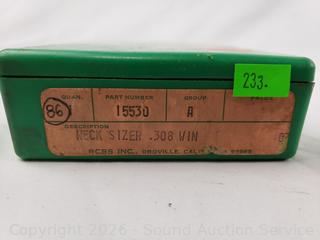 233.
QUAN. PART NUMBER GROUP PRICE
86 15530 A
DESCRIPTION
NECK SIZER .308 WIN
RCBS INC., OROVILLE, CALIF. 95965
Copyright 2026 - Sound Auction Service